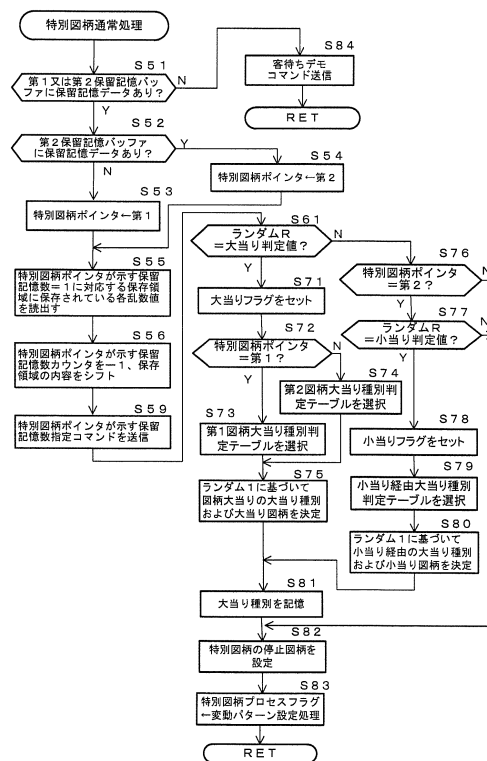 特別図柄通常処理
S51
第1又は第2保留記憶バッ
ファに保留記憶データあり？
N
Y
S84
客待ちデモ
コマンド送信
RET
S52
第2保留記憶バッファ
に保留記憶データあり？
Y
N
S53
特別図柄ポインタ←第1
S54
特別図柄ポインタ←第2
S55
特別図柄ポインタが示す保留
記憶数＝1に対応する保存領
域に保存されている各乱数値
を読出す
S56
特別図柄ポインタが示す保留
記憶数カウンタを－1、保存
領域の内容をシフト
S59
特別図柄ポインタが示す保留
記憶数指定コマンドを送信
S61
ランダムR
＝大当り判定値？
N
Y
S71
大当りフラグをセット
S72
特別図柄ポインタ
＝第1？
N
Y
S73
第1図柄大当り種別判
定テーブルを選択
S74
第2図柄大当り種別判
定テーブルを選択
S75
ランダム1に基づいて
図柄大当りの大当り種別
および大当り図柄を決定
S76
特別図柄ポインタ
＝第2？
N
Y
S77
ランダムR
＝小当り判定値？
N
Y
S78
小当りフラグをセット
S79
小当り経由大当り種別
判定テーブルを選択
S80
ランダム1に基づいて
小当り経由の大当り種別
および小当り図柄を決定
S81
大当り種別を記憶
S82
特別図柄の停止図柄を
設定
S83
特別図柄プロセスフラグ
←変動パターン設定処理
RET